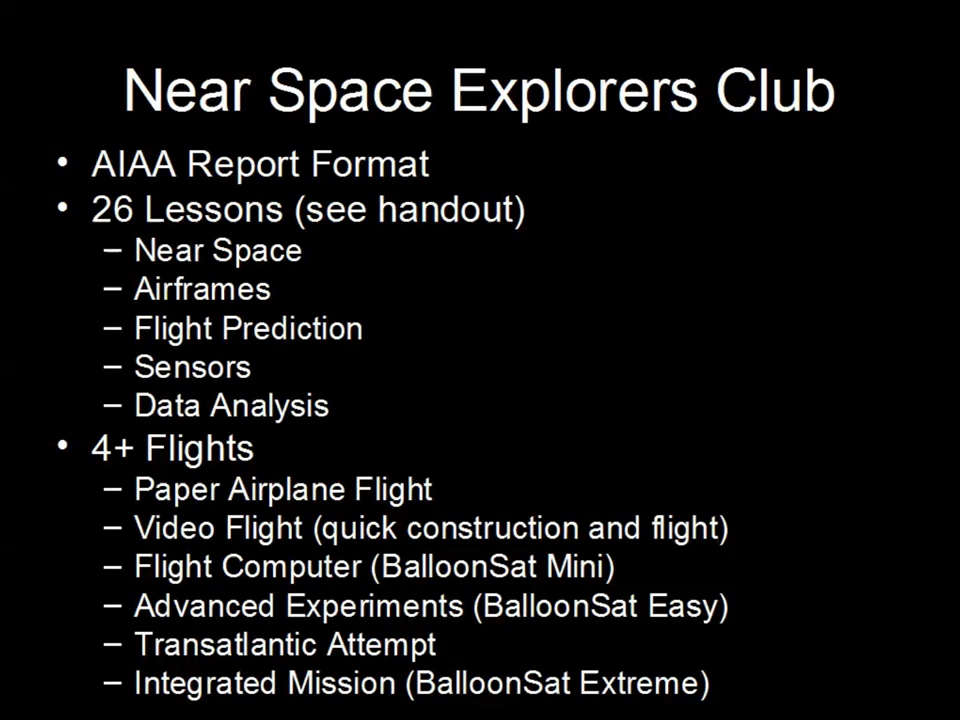 Near Space Explorers Club
• AIAA Report Format
• 26 Lessons (see handout)
– Near Space
– Airframes
– Flight Prediction
– Sensors
– Data Analysis
• 4+ Flights
– Paper Airplane Flight
– Video Flight (quick construction and flight)
– Flight Computer (BalloonSat Mini)
– Advanced Experiments (BalloonSat Easy)
– Transatlantic Attempt
– Integrated Mission (BalloonSat Extreme)